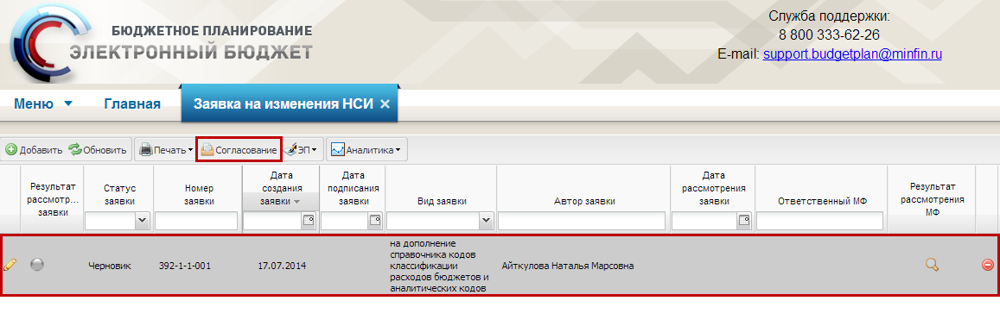 БЮДЖЕТНОЕ ПЛАНИРОВАНИЕ
ЭЛЕКТРОННЫЙ БЮДЖЕТ
Служба поддержки:
8 800 333-62-26
E-mail: support.budgetplan@minfin.ru
Меню Главная Заявка на изменения НСИ
Добавить Обновить Печать Согласование ЭП Аналитика
Результат
рассмотр...
заявки
Статус
заявки
Номер
заявки
Дата
создания
заявки
Дата
подписания
заявки
Вид заявки
Автор заявки
Дата
рассмотрения
заявки
Ответственный МФ
Результат
рассмотрения
МФ
Черновик
392-1-1-001
17.07.2014
на дополнение
справочника кодов
классификации
расходов бюджетов и
аналитических кодов
Айткулова Наталья Марсовна